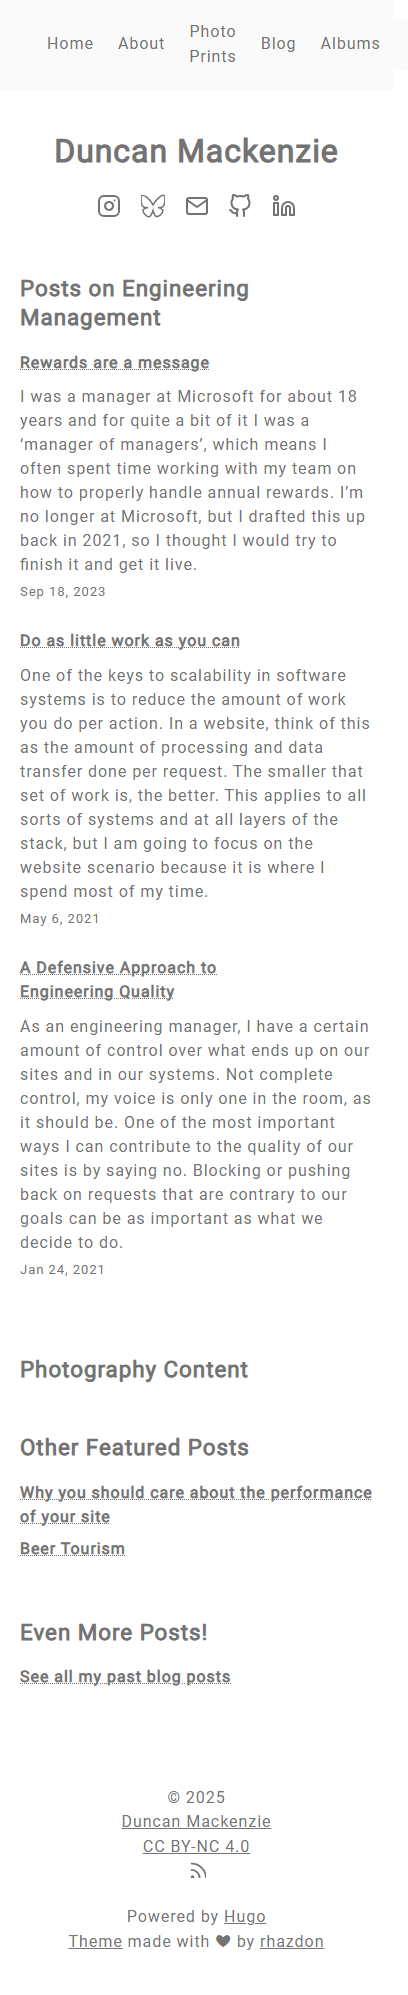 Home About Photo Prints Blog Albums
Duncan Mackenzie
Posts on Engineering
Management
Rewards are a message
I was a manager at Microsoft for about 18
years and for quite a bit of it I was a
‘manager of managers’, which means I
often spent time working with my team on
how to properly handle annual rewards. I’m
no longer at Microsoft, but I drafted this up
back in 2021, so I thought I would try to
finish it and get it live.
Sep 18, 2023
Do as little work as you can
One of the keys to scalability in software
systems is to reduce the amount of work
you do per action. In a website, think of this
as the amount of processing and data
transfer done per request. The smaller that
set of work is, the better. This applies to all
sorts of systems and at all layers of the
stack, but I am going to focus on the
website scenario because it is where I
spend most of my time.
May 6, 2021
A Defensive Approach to
Engineering Quality
As an engineering manager, I have a certain
amount of control over what ends up on our
sites and in our systems. Not complete
control, my voice is only one in the room, as
it should be. One of the most important
ways I can contribute to the quality of our
sites is by saying no. Blocking or pushing
back on requests that are contrary to our
goals can be as important as what we
decide to do.
Jan 24, 2021
Photography Content
Other Featured Posts
Why you should care about the performance
of your site
Beer Tourism
Even More Posts!
See all my past blog posts
© 2025
Duncan Mackenzie
CC BY-NC 4.0
Powered by Hugo
Theme made with ❤ by rhazdon